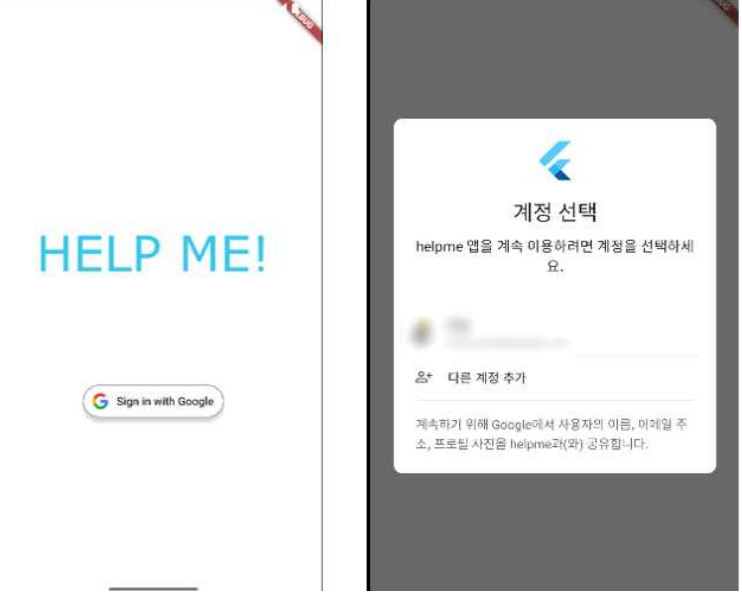 DEBUG
HELP ME!
Sign in with Google
계정 선택
helpme 앱을 계속 이용하려면 계정을 선택하세
요.
다른 계정 추가
계속하기 위해 Google에서 사용자의 이름, 이메일 주
소, 프로필 사진을 helpme과(와) 공유합니다.